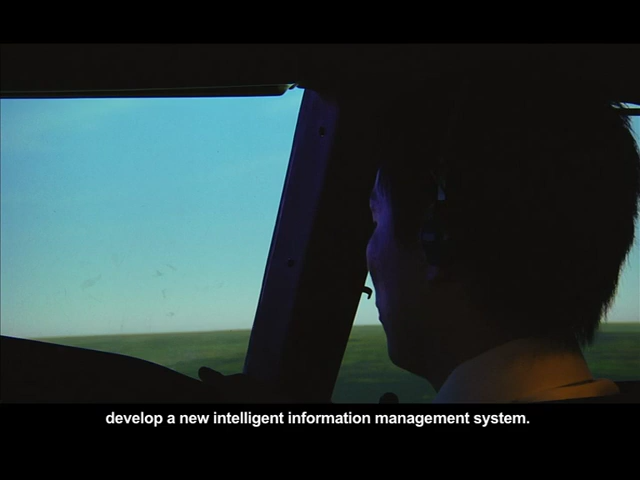 develop a new intelligent information management system.